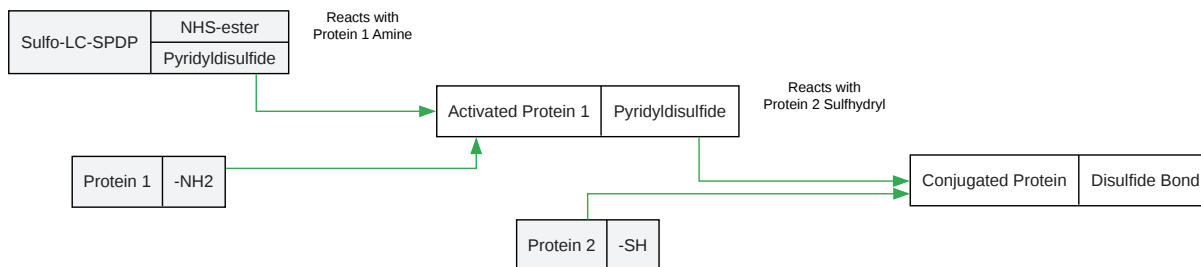 Sulfo-LC-SPDP
NHS-ester
Pyridyldisulfide
Reacts with
Protein 1 Amine
Activated Protein 1
Pyridyldisulfide
Reacts with
Protein 2 Sulfhydryl
Protein 1
-NH2
Conjugated Protein
Disulfide Bond
Protein 2
-SH